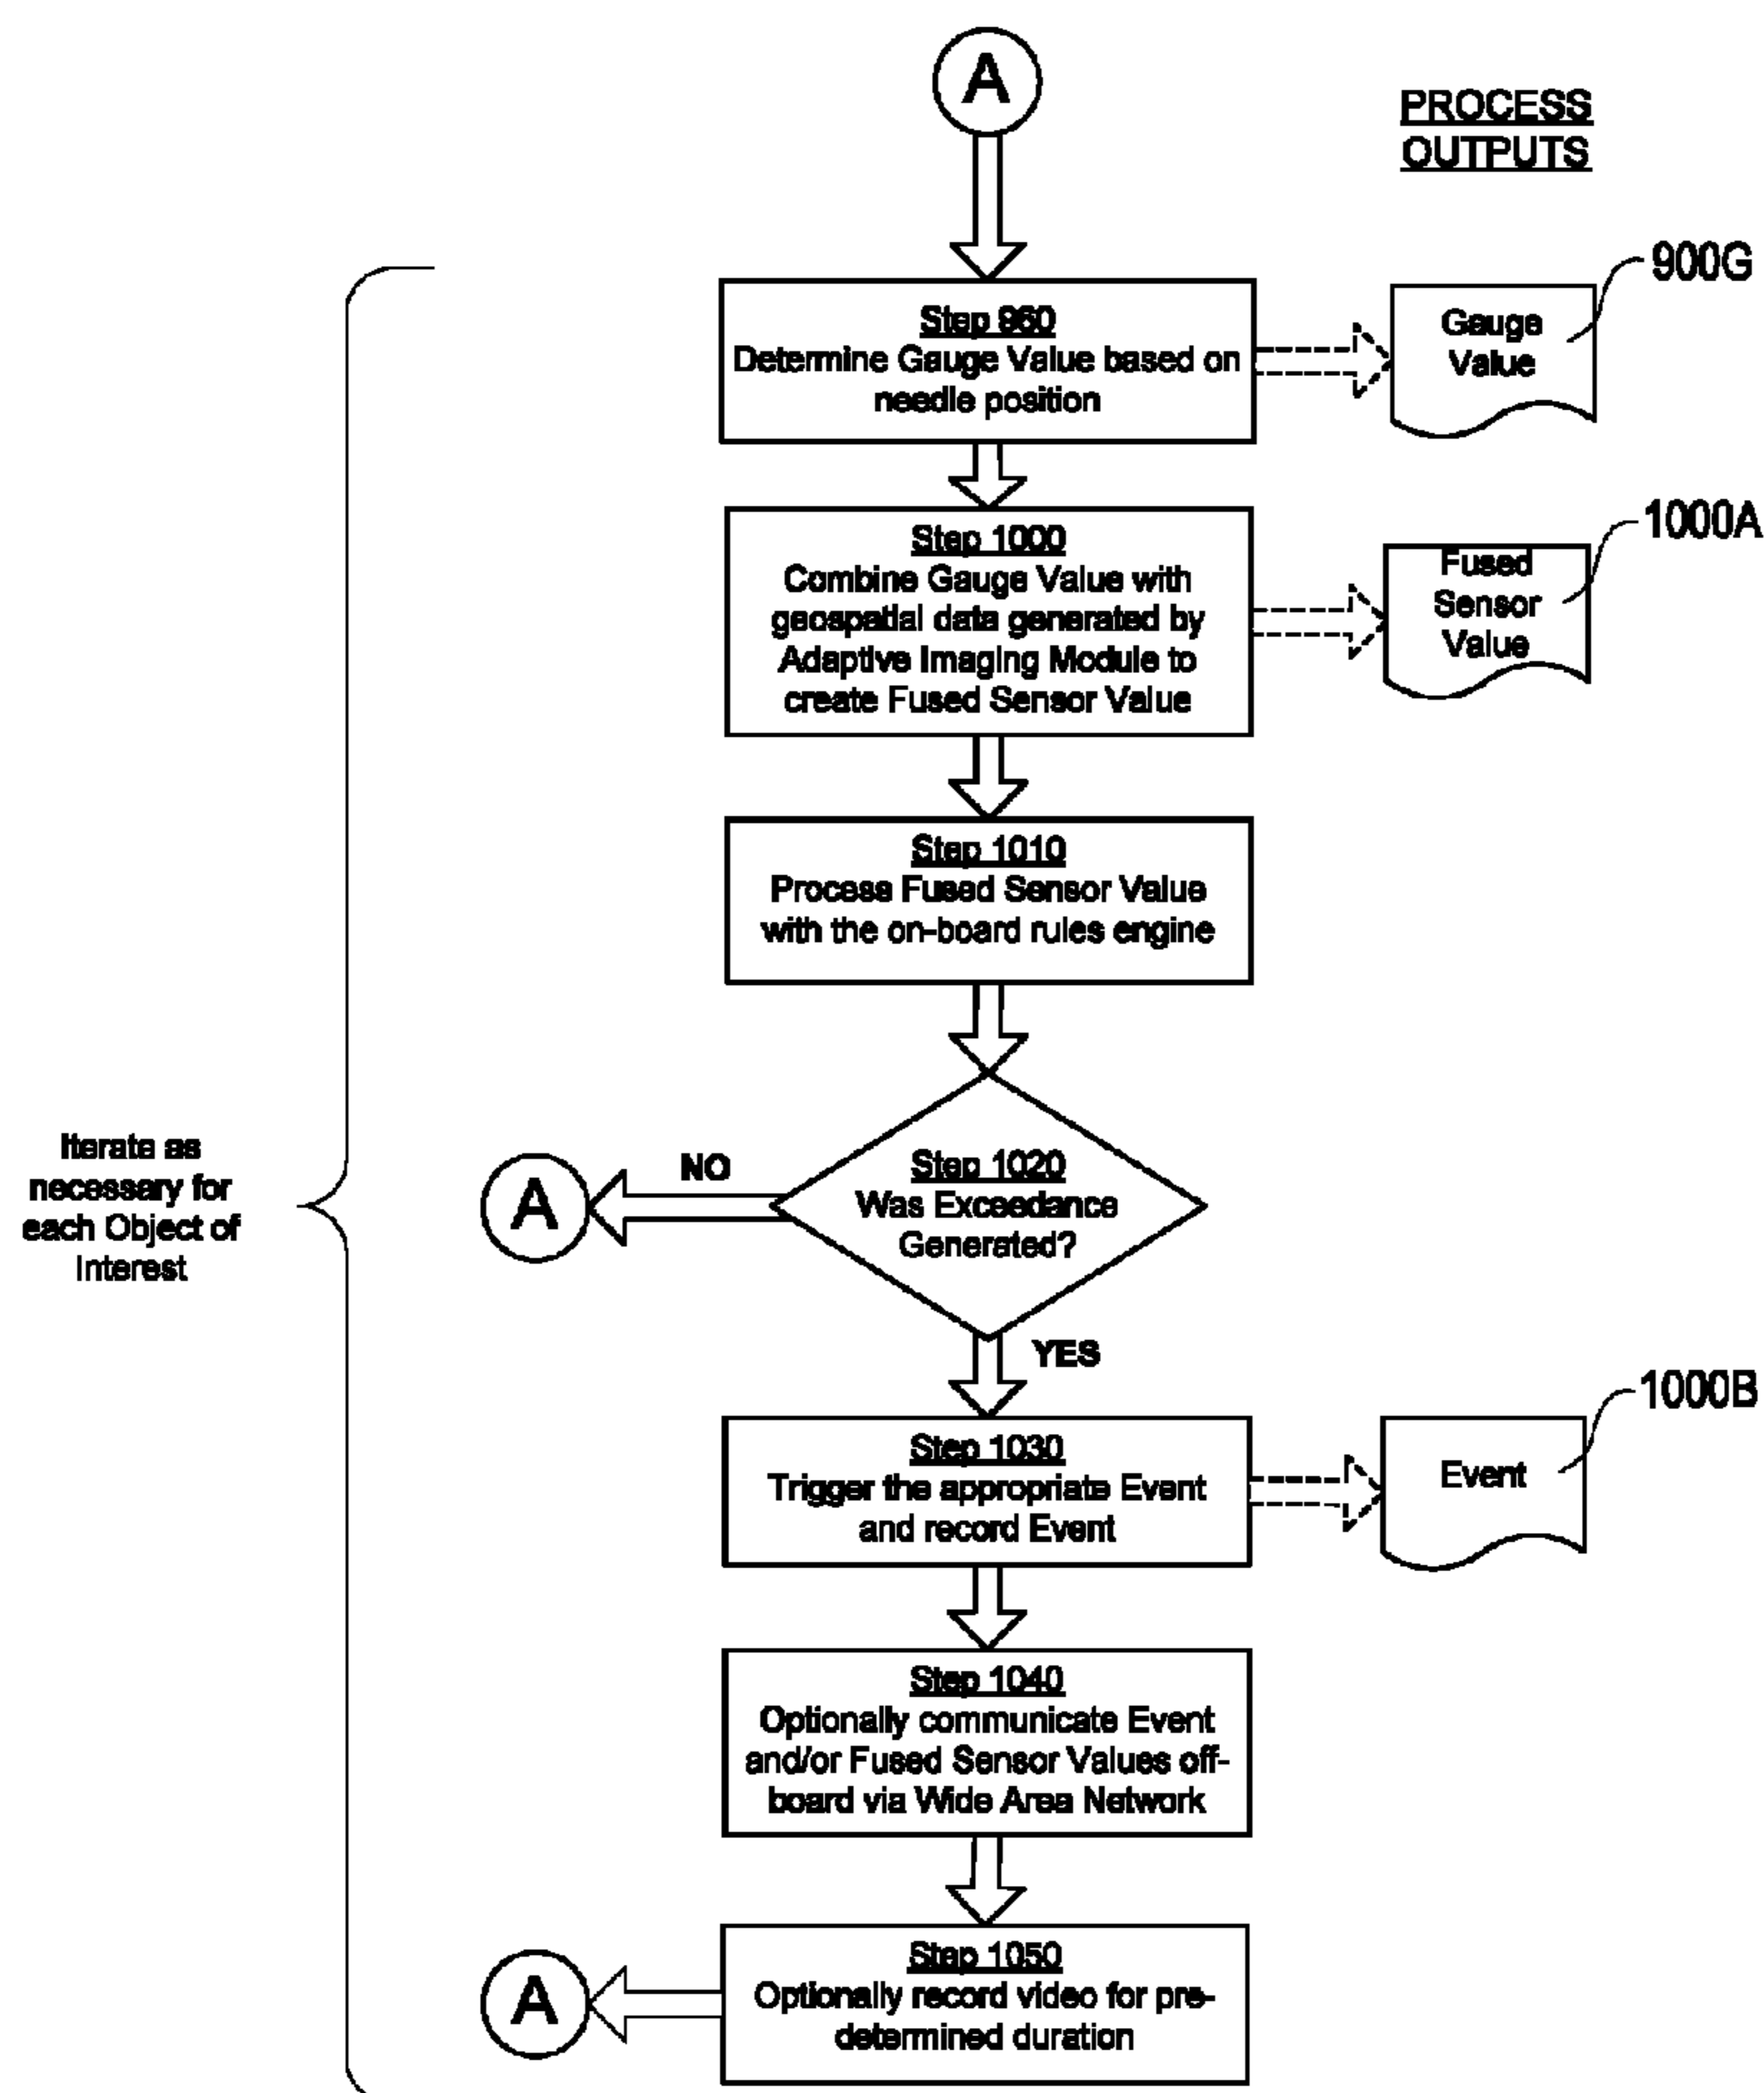 A
PROCESS
OUTPUTS
900G
Step 960
Determine Gauge Value based on
needle position
Gauge
Value
1000A
Step 1000
Combine Gauge Value with
geospatial data generated by
Adaptive Imaging Module to
create Fused Sensor Value
Fused
Sensor
Value
Step 1010
Process Fused Sensor Value
with the on-board rules engine
Iterate as
necessary for
each Object of
Interest
A
NO
Step 1020
Was Exceedance
Generated?
YES
1000B
Step 1030
Trigger the appropriate Event
and record Event
Event
Step 1040
Optionally communicate Event
and/or Fused Sensor Values off-
board via Wide Area Network
A
Step 1050
Optionally record video for pre-
determined duration